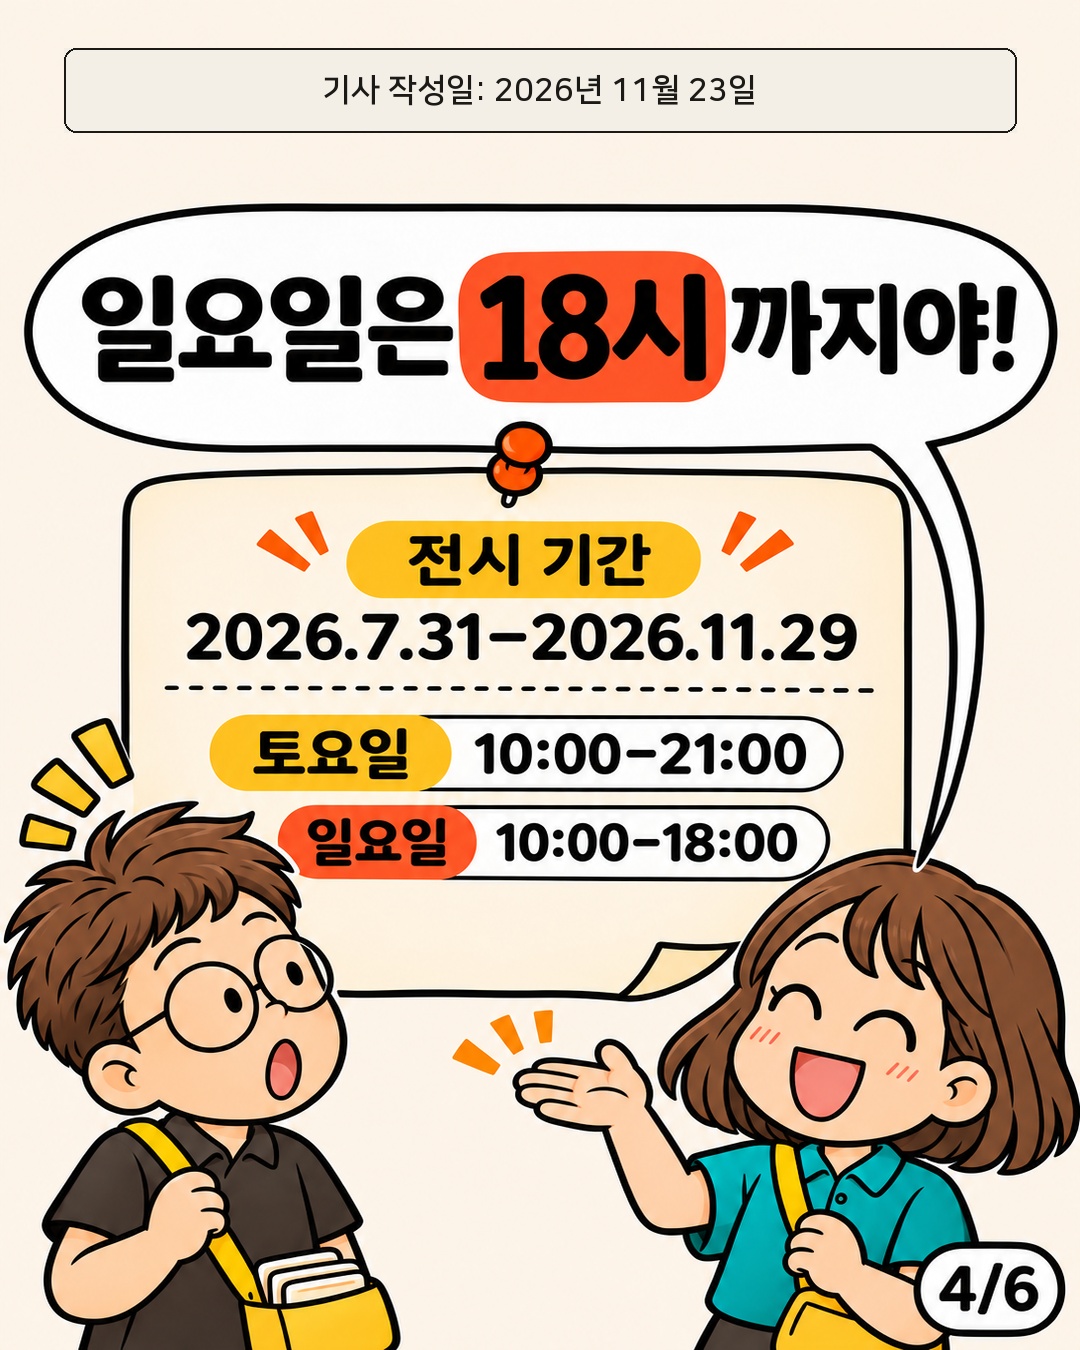 기사 작성일: 2026년 11월 23일
일요일은 18시까지야!
전시 기간
2026.7.31–2026.11.29
토요일 10:00–21:00
일요일 10:00–18:00
4/6